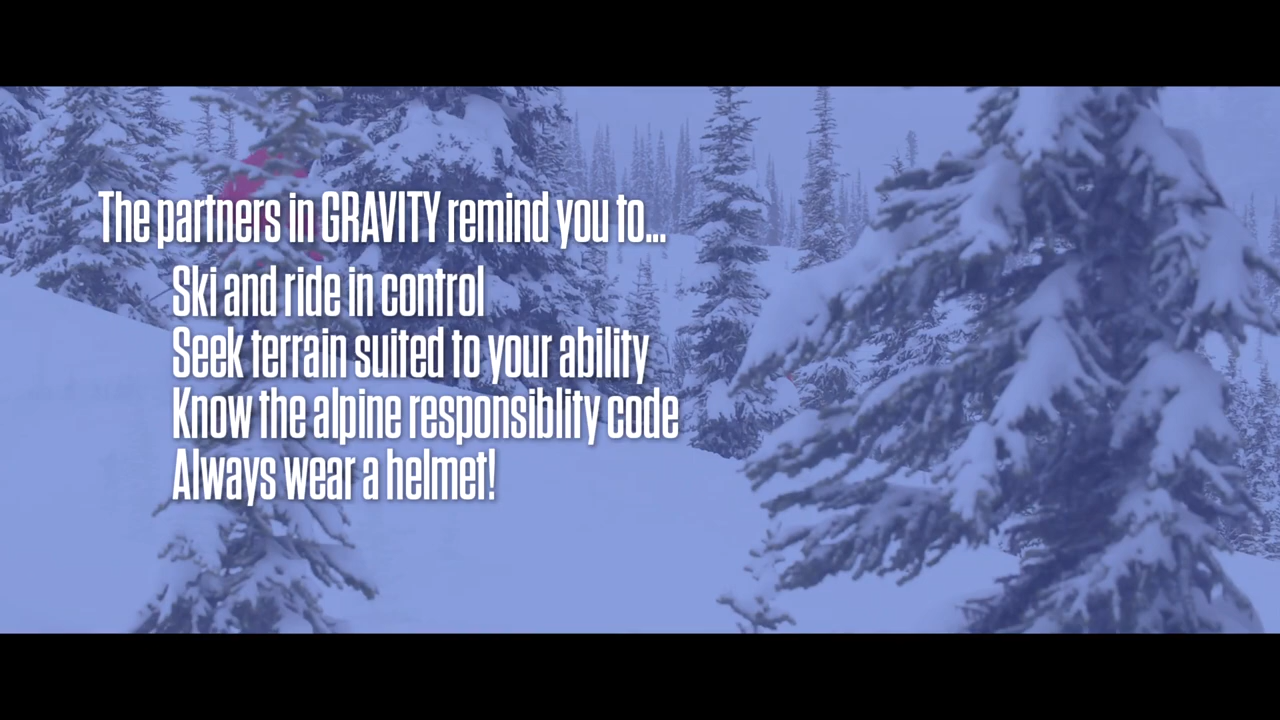 The partners in GRAVITY remind you to...
Ski and ride in control
Seek terrain suited to your ability
Know the alpine responsiblity code
Always wear a helmet!